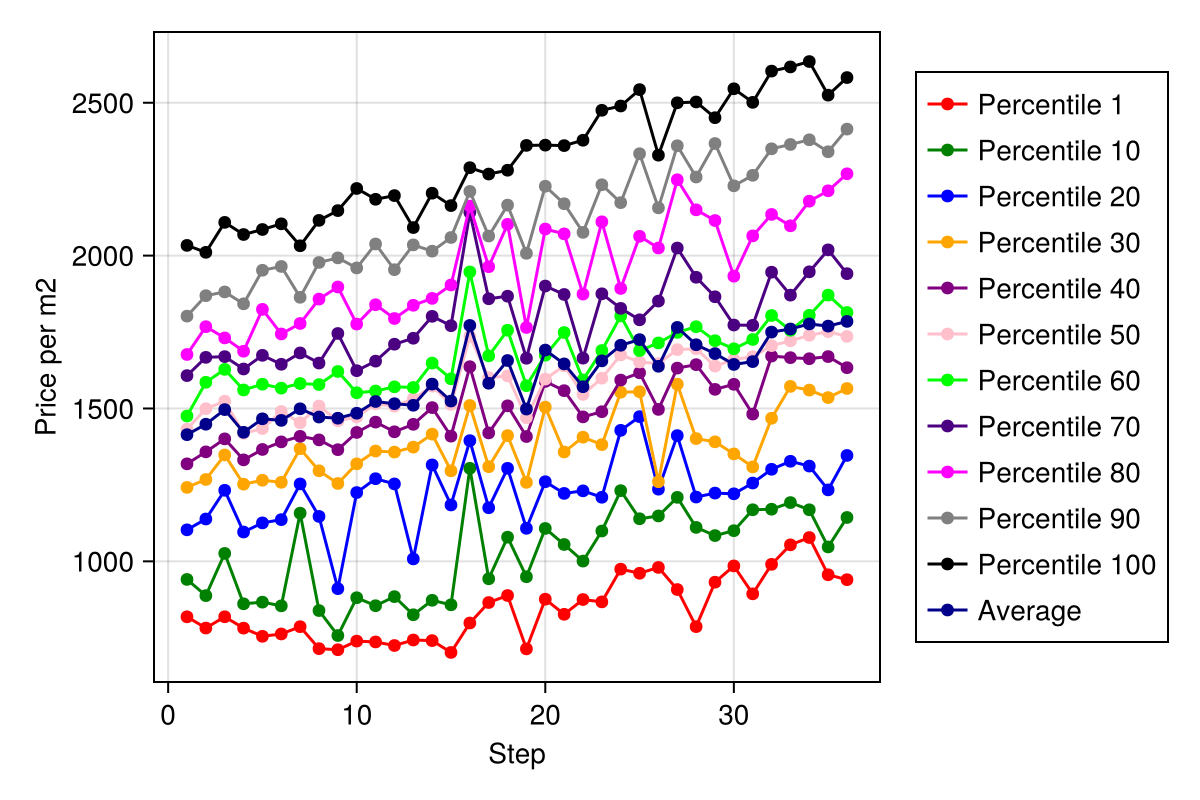 2500
2000
1500
1000
Price per m2
0 10 20 30
Step
Percentile 1
Percentile 10
Percentile 20
Percentile 30
Percentile 40
Percentile 50
Percentile 60
Percentile 70
Percentile 80
Percentile 90
Percentile 100
Average